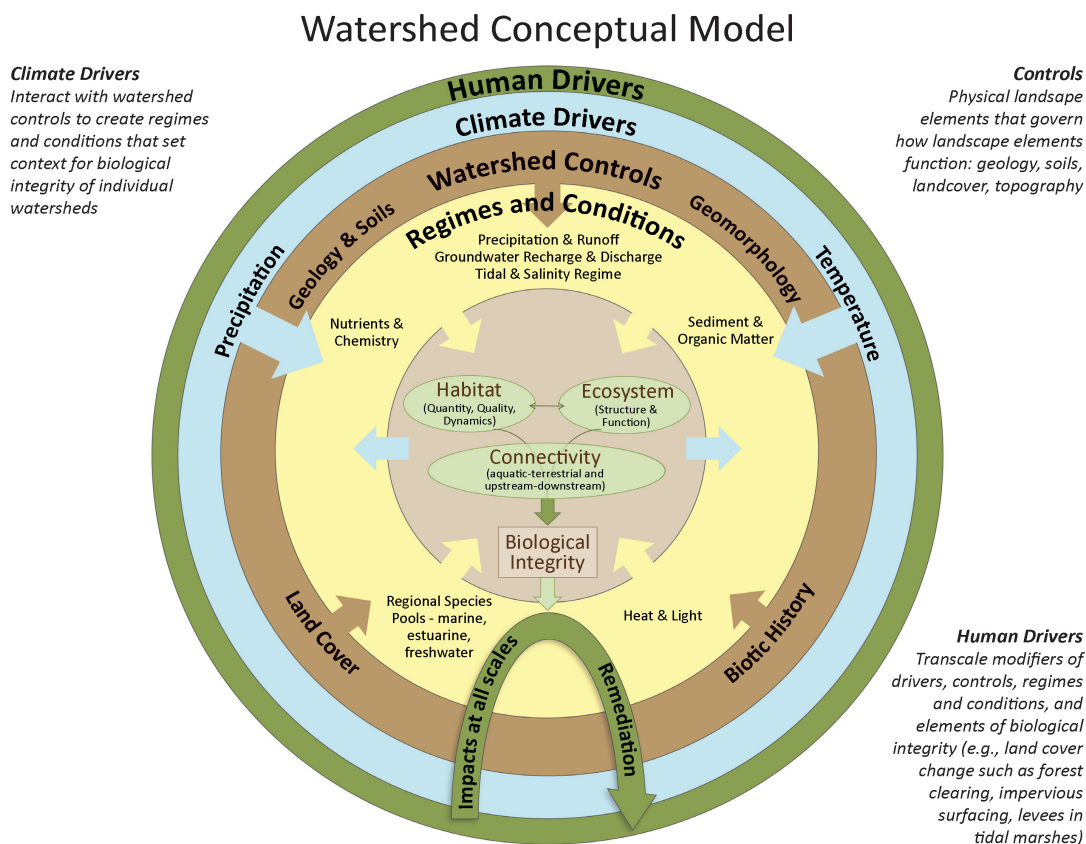 Watershed Conceptual Model
Climate Drivers
Interact with watershed
controls to create regimes
and conditions that set
context for biological
integrity of individual
watersheds
Controls
Physical landsape
elements that govern
how landscape elements
function: geology, soils,
landcover, topography
Human Drivers
Climate Drivers
Watershed Controls
Regimes and Conditions
Geology & Soils
Geomorphology
Precipitation
Temperature
Precipitation & Runoff
Groundwater Recharge & Discharge
Tidal & Salinity Regime
Nutrients &
Chemistry
Sediment &
Organic Matter
Habitat
(Quantity, Quality,
Dynamics)
Ecosystem
(Structure &
Function)
Connectivity
(aquatic-terrestrial and
upstream-downstream)
Biological
Integrity
Regional Species
Pools - marine,
estuarine,
freshwater
Heat & Light
Land Cover
Biotic History
Impacts at all scales
Remediation
Human Drivers
Transcale modifiers of
drivers, controls, regimes
and conditions, and
elements of biological
integrity (e.g., land cover
change such as forest
clearing, impervious
surfacing, levees in
tidal marshes)